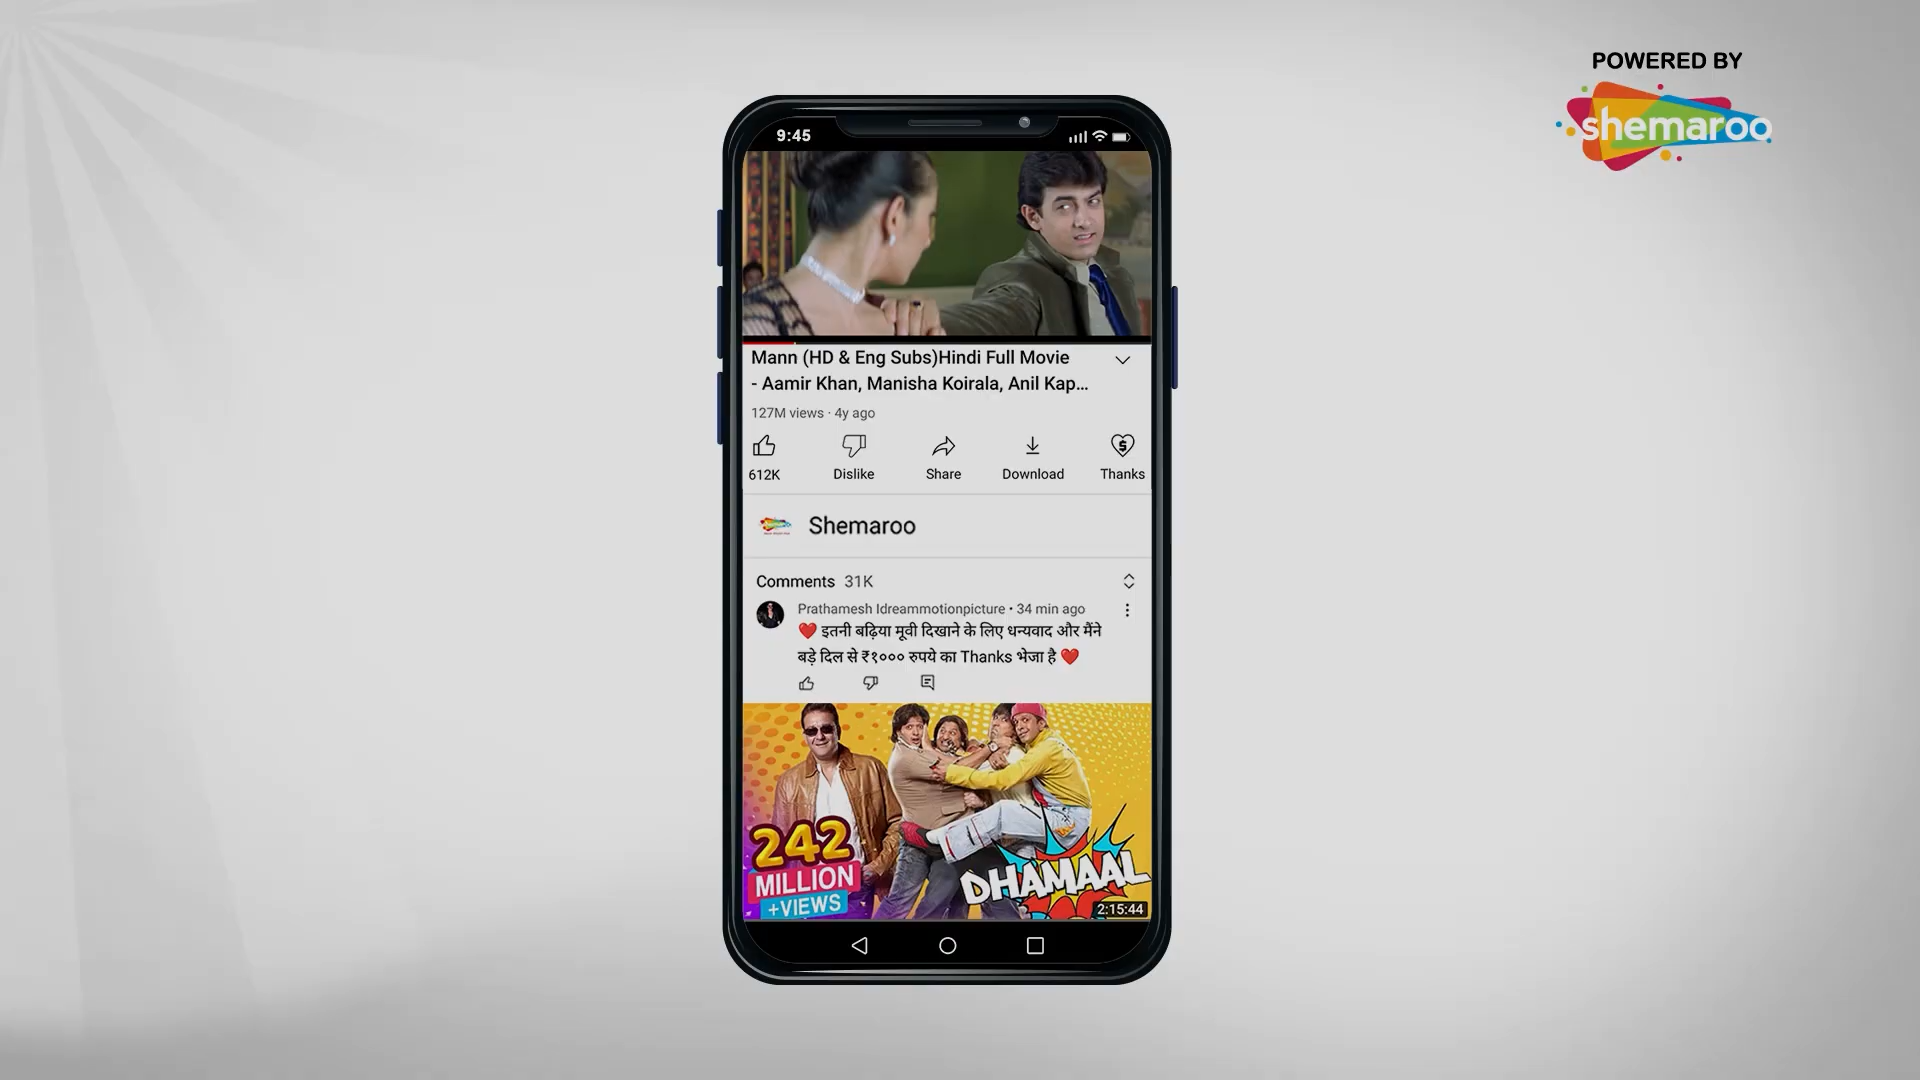 POWERED BY
shemaroo
9:45
Mann (HD & Eng Subs)Hindi Full Movie
- Aamir Khan, Manisha Koirala, Anil Kap...
127M views · 4y ago
612K
Dislike
Share
Download
Thanks
Shemaroo
Comments 31K
Prathamesh Idreammotionpicture • 34 min ago
❤️ इतनी बढ़िया मूवी दिखाने के लिए धन्यवाद और मैंने
बड़े दिल से ₹१००० रुपये का Thanks भेजा है ❤️
242
MILLION
+VIEWS
DHAMAAL
2:15:44